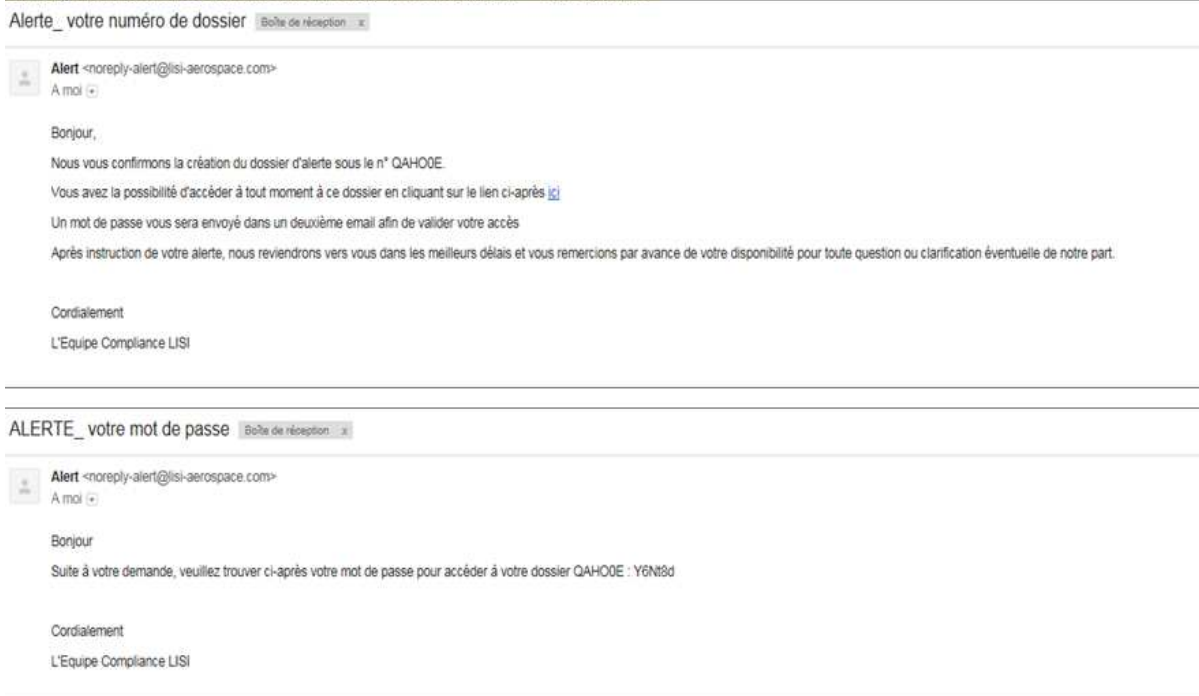 Alerte_ votre numéro de dossier Boîte de réception x
Alert <noreply-alert@lisi-aerospace.com>
A moi
Bonjour,
Nous vous confirmons la création du dossier d'alerte sous le n° QAHO0E.
Vous avez la possibilité d'accéder à tout moment à ce dossier en cliquant sur le lien ci-après ici
Un mot de passe vous sera envoyé dans un deuxième email afin de valider votre accès
Après instruction de votre alerte, nous reviendrons vers vous dans les meilleurs délais et vous remercions par avance de votre disponibilité pour toute question ou clarification éventuelle de notre part.
Cordialement
L'Equipe Compliance LISI
ALERTE_ votre mot de passe Boîte de réception x
Alert <noreply-alert@lisi-aerospace.com>
A moi
Bonjour
Suite à votre demande, veuillez trouver ci-après votre mot de passe pour accéder à votre dossier QAHO0E : Y6Nt8d
Cordialement
L'Equipe Compliance LISI